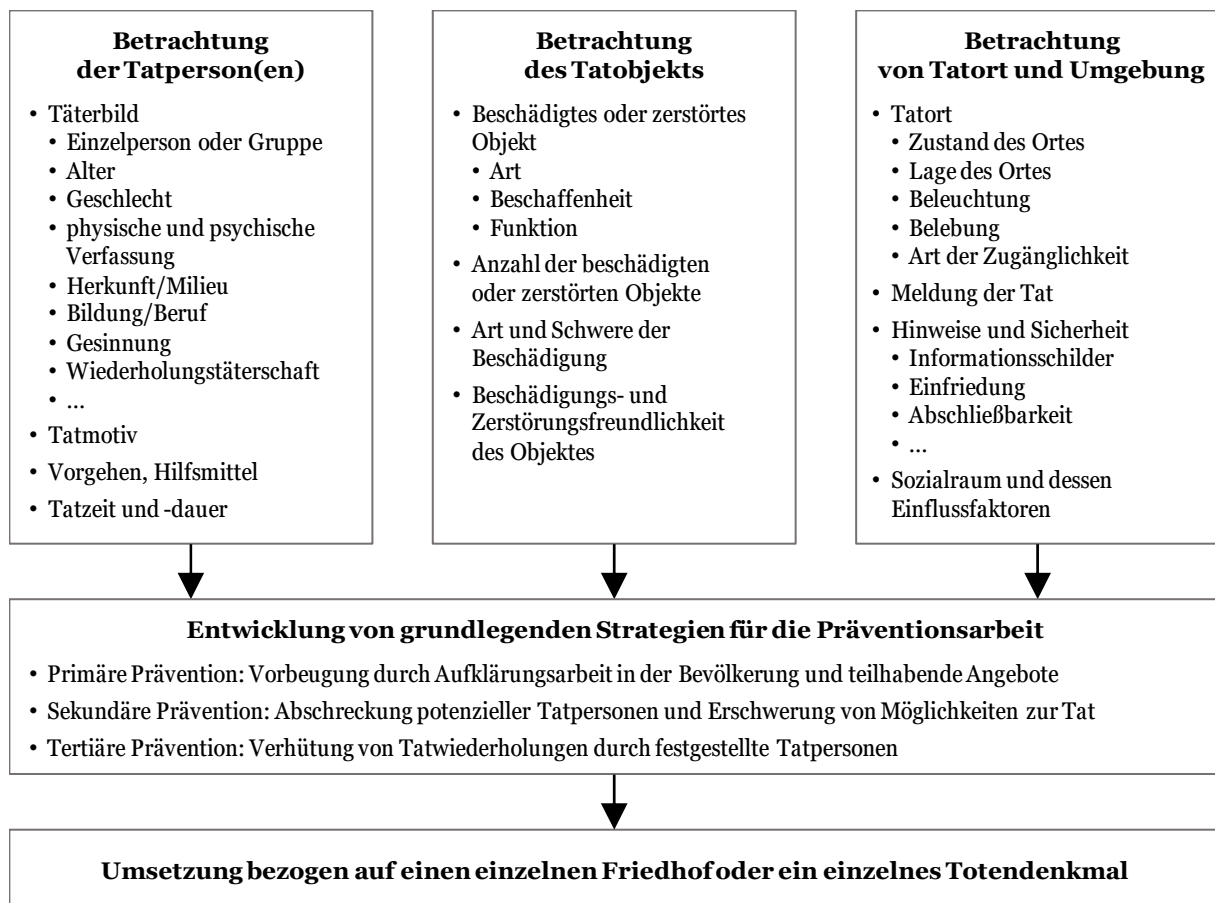 Betrachtung
der Tatperson(en)
• Täterbild
• Einzelperson oder Gruppe
• Alter
• Geschlecht
• physische und psychische
Verfassung
• Herkunft/Milieu
• Bildung/Beruf
• Gesinnung
• Wiederholungstäterschaft
• ...
• Tatmotiv
• Vorgehen, Hilfsmittel
• Tatzeit und -dauer
Betrachtung
des Tatobjekts
• Beschädigtes oder zerstörtes
Objekt
• Art
• Beschaffenheit
• Funktion
• Anzahl der beschädigten
oder zerstörten Objekte
• Art und Schwere der
Beschädigung
• Beschädigungs- und
Zerstörungsfreundlichkeit
des Objektes
Betrachtung
von Tatort und Umgebung
• Tatort
• Zustand des Ortes
• Lage des Ortes
• Beleuchtung
• Belebung
• Art der Zugänglichkeit
• Meldung der Tat
• Hinweise und Sicherheit
• Informationsschilder
• Einfriedung
• Abschließbarkeit
• ...
• Sozialraum und dessen
Einflussfaktoren
Entwicklung von grundlegenden Strategien für die Präventionsarbeit
• Primäre Prävention: Vorbeugung durch Aufklärungsarbeit in der Bevölkerung und teilhabende Angebote
• Sekundäre Prävention: Abschreckung potenzieller Tatpersonen und Erschwerung von Möglichkeiten zur Tat
• Tertiäre Prävention: Verhütung von Tatwiederholungen durch festgestellte Tatpersonen
Umsetzung bezogen auf einen einzelnen Friedhof oder ein einzelnes Totendenkmal